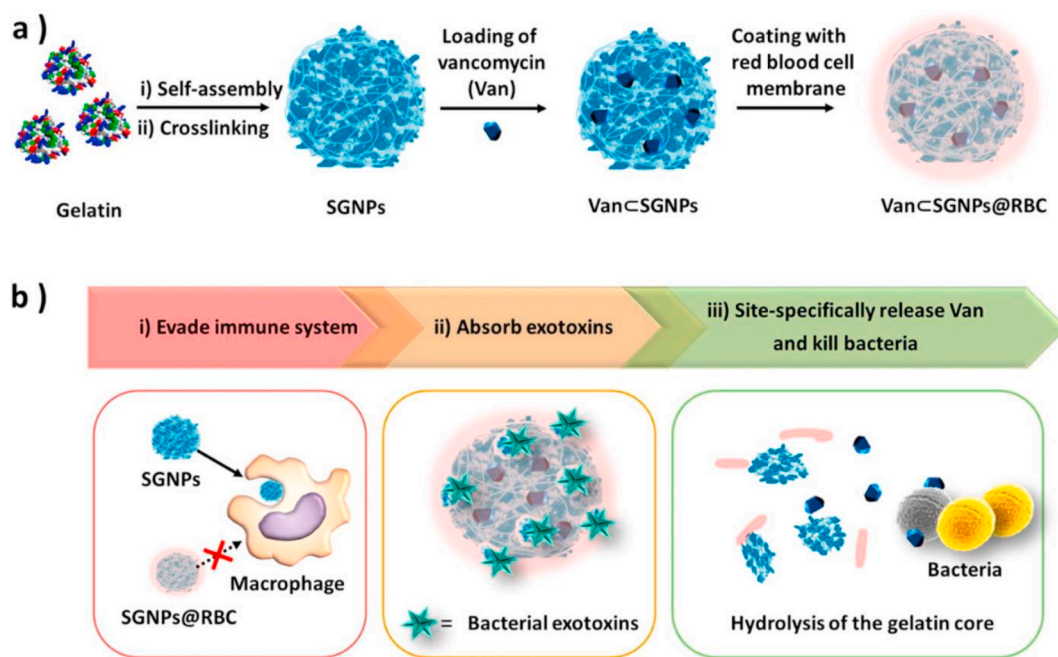 a )
Gelatin
i) Self-assembly
ii) Crosslinking
SGNPs
Loading of
vancomycin
(Van)
Van⊂SGNPs
Coating with
red blood cell
membrane
Van⊂SGNPs@RBC
b )
i) Evade immune system
ii) Absorb exotoxins
iii) Site-specifically release Van
and kill bacteria
SGNPs
Macrophage
SGNPs@RBC
= Bacterial exotoxins
Bacteria
Hydrolysis of the gelatin core